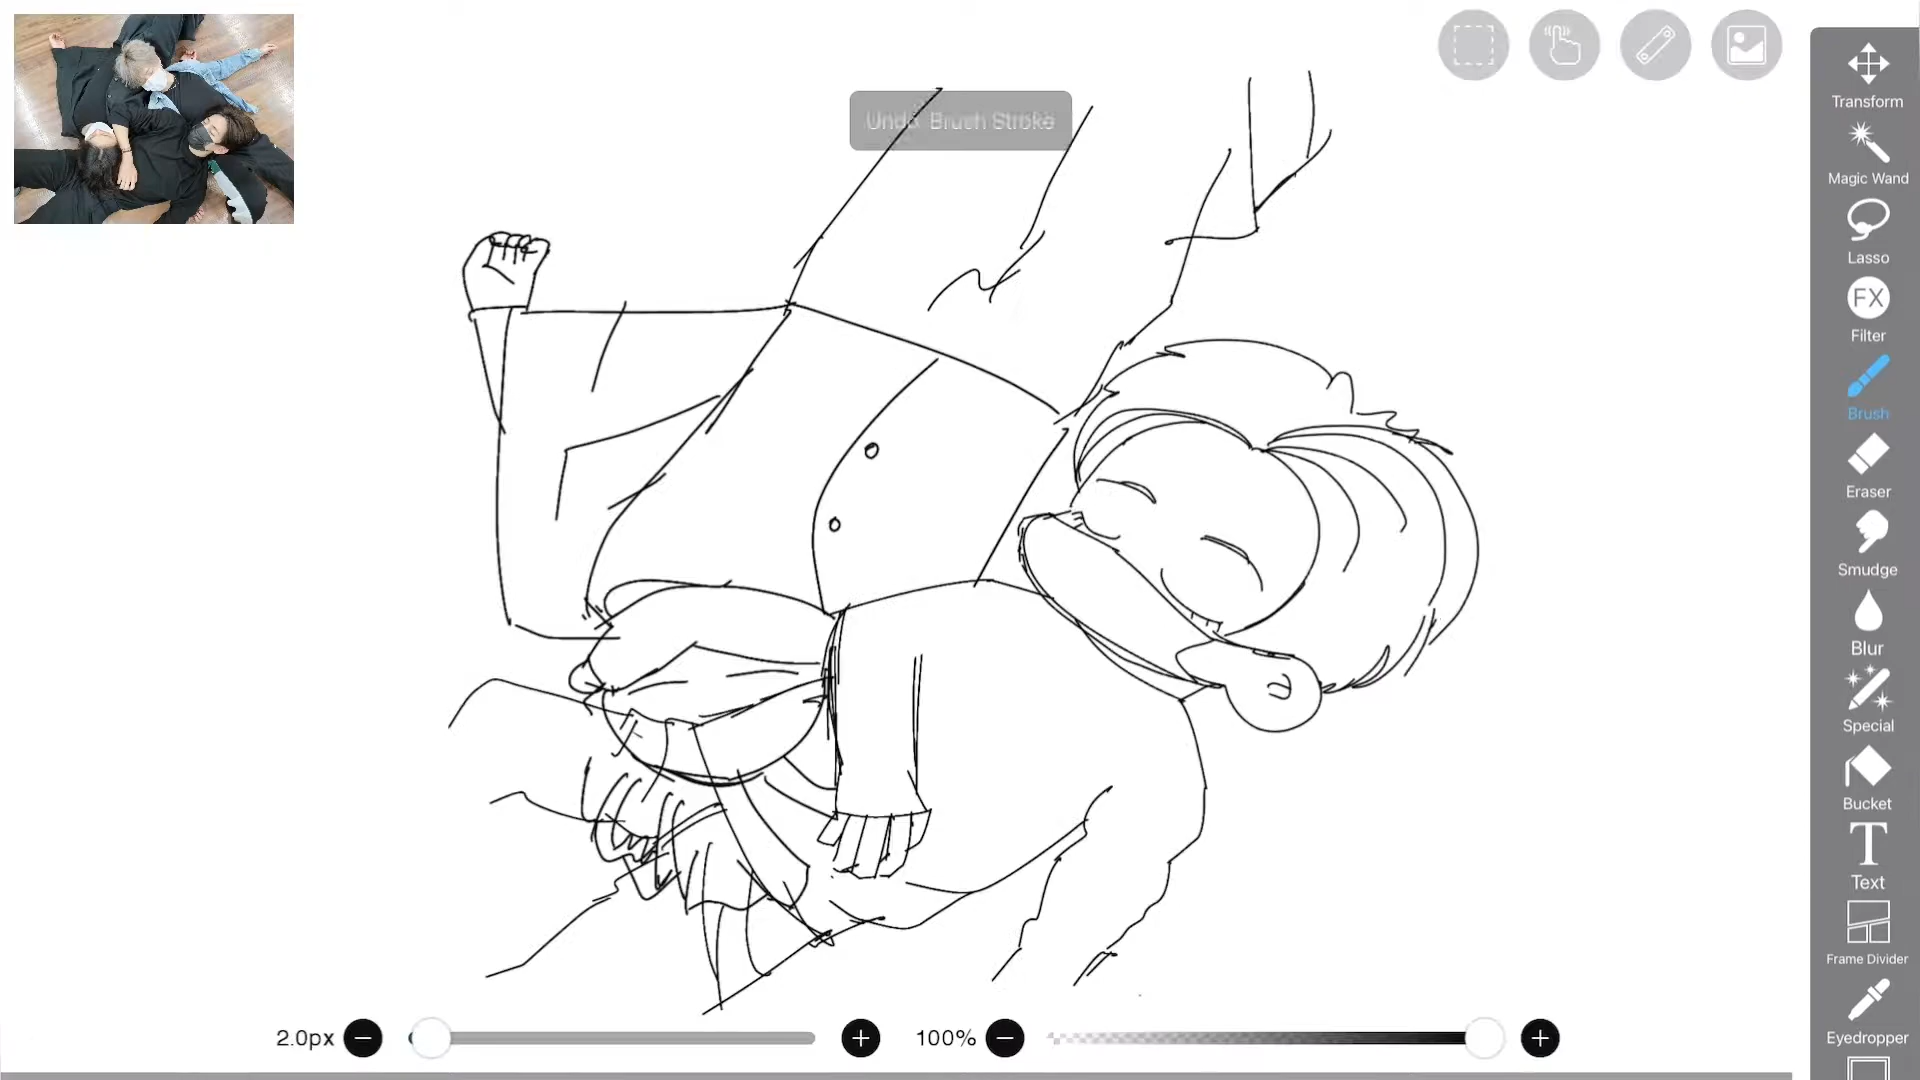 Undo Brush Stroke
Transform
Magic Wand
Lasso
FX
Filter
Brush
Eraser
Smudge
Blur
Special
Bucket
T
Text
Frame Divider
Eyedropper
2.0px
100%